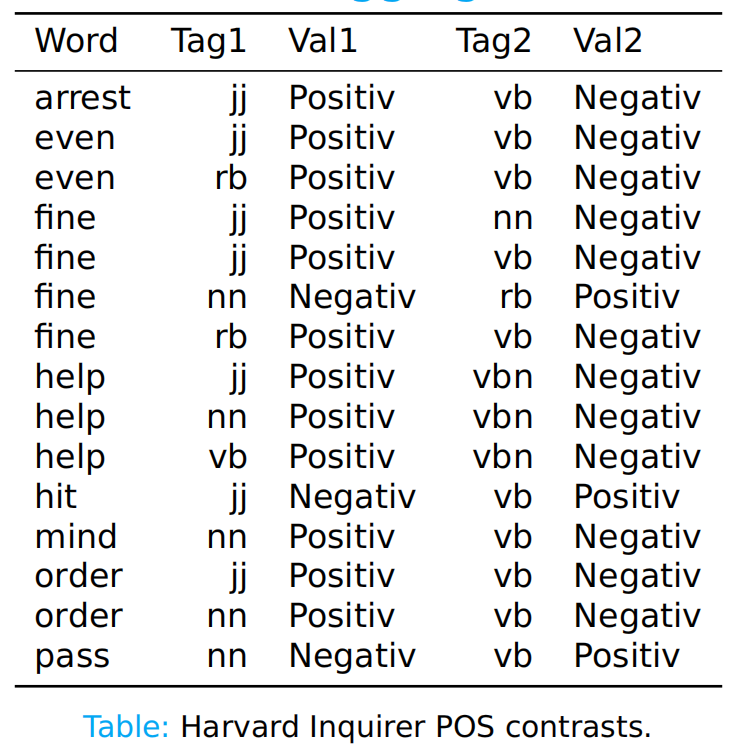 Word Tag1 Val1 Tag2 Val2
arrest jj Positiv vb Negativ
even jj Positiv vb Negativ
even rb Positiv vb Negativ
fine jj Positiv nn Negativ
fine jj Positiv vb Negativ
fine nn Negativ rb Positiv
fine rb Positiv vb Negativ
help jj Positiv vbn Negativ
help nn Positiv vbn Negativ
help vb Positiv vbn Negativ
hit jj Negativ vb Positiv
mind nn Positiv vb Negativ
order jj Positiv vb Negativ
order nn Positiv vb Negativ
pass nn Negativ vb Positiv
Table: Harvard Inquirer POS contrasts.